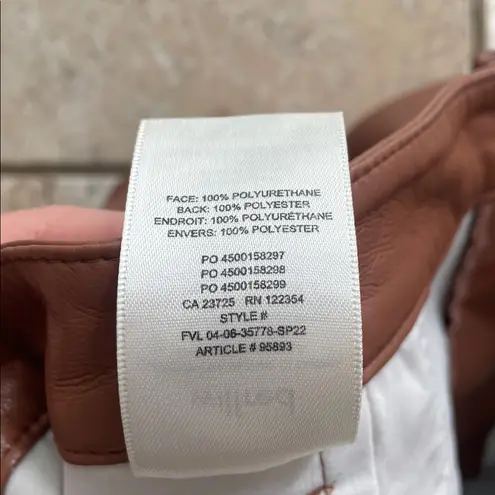 FACE: 100% POLYURETHANE
BACK: 100% POLYESTER
ENDROIT: 100% POLYURÉTHANE
ENVERS: 100% POLYESTER
PO 4500158297
PO 4500158298
PO 4500158299
CA 23725 RN 122354
STYLE #
FVL 04-06-35778-SP22
ARTICLE # 95893